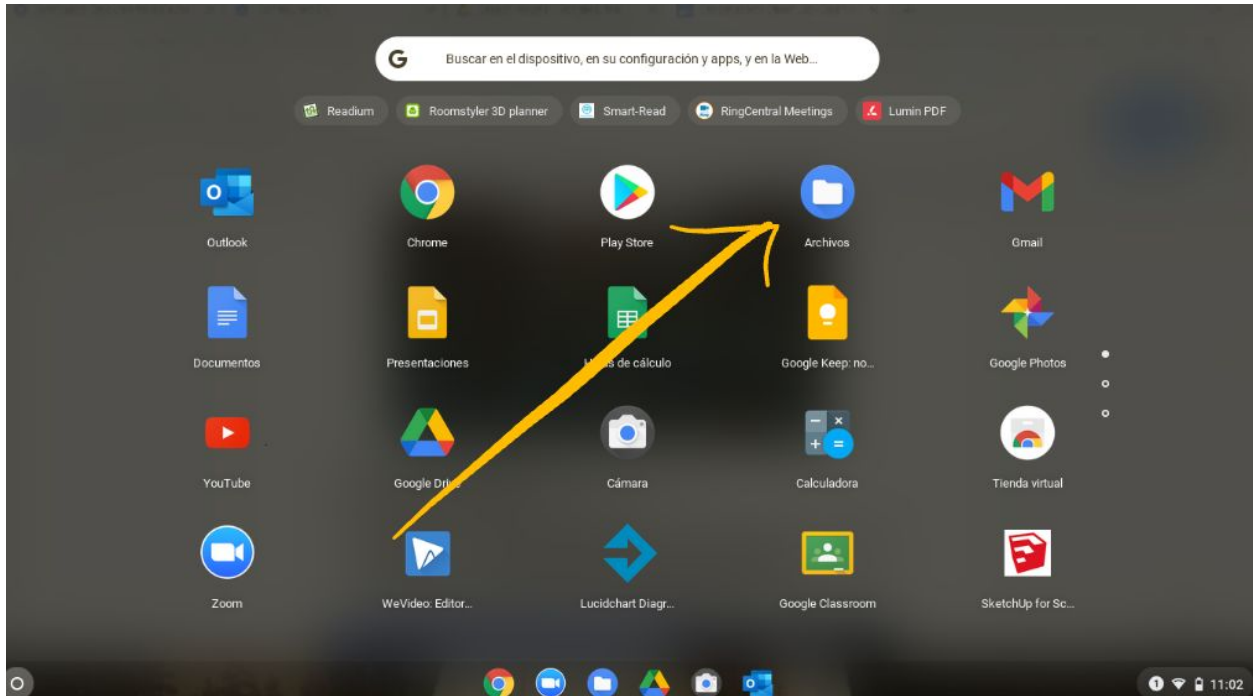 Buscar en el dispositivo, en su configuración y apps, y en la Web...
Readium Roomstyler 3D planner Smart-Read RingCentral Meetings Lumin PDF
Outlook Chrome Play Store Archivos Gmail
Documentos Presentaciones de cálculo Google Keep: no... Google Photos
YouTube Google Drive Cámara Calculadora Tienda virtual
Zoom WeVideo: Editor... Lucidchart Diagr... Google Classroom SketchUp for Sc...
1 11:02